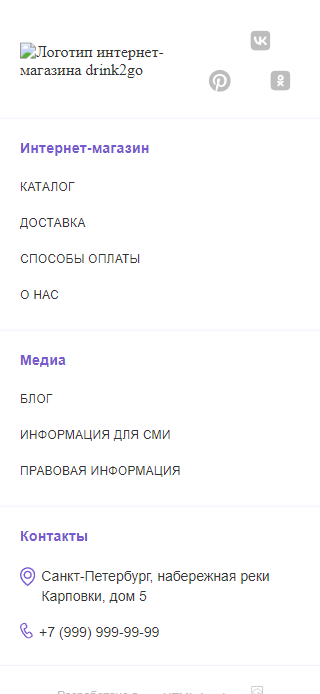 Логотип интернет-
магазина drink2go
Интернет-магазин
КАТАЛОГ
ДОСТАВКА
СПОСОБЫ ОПЛАТЫ
О НАС
Медиа
БЛОГ
ИНФОРМАЦИЯ ДЛЯ СМИ
ПРАВОВАЯ ИНФОРМАЦИЯ
Контакты
Санкт-Петербург, набережная реки
Карповки, дом 5
+7 (999) 999-99-99